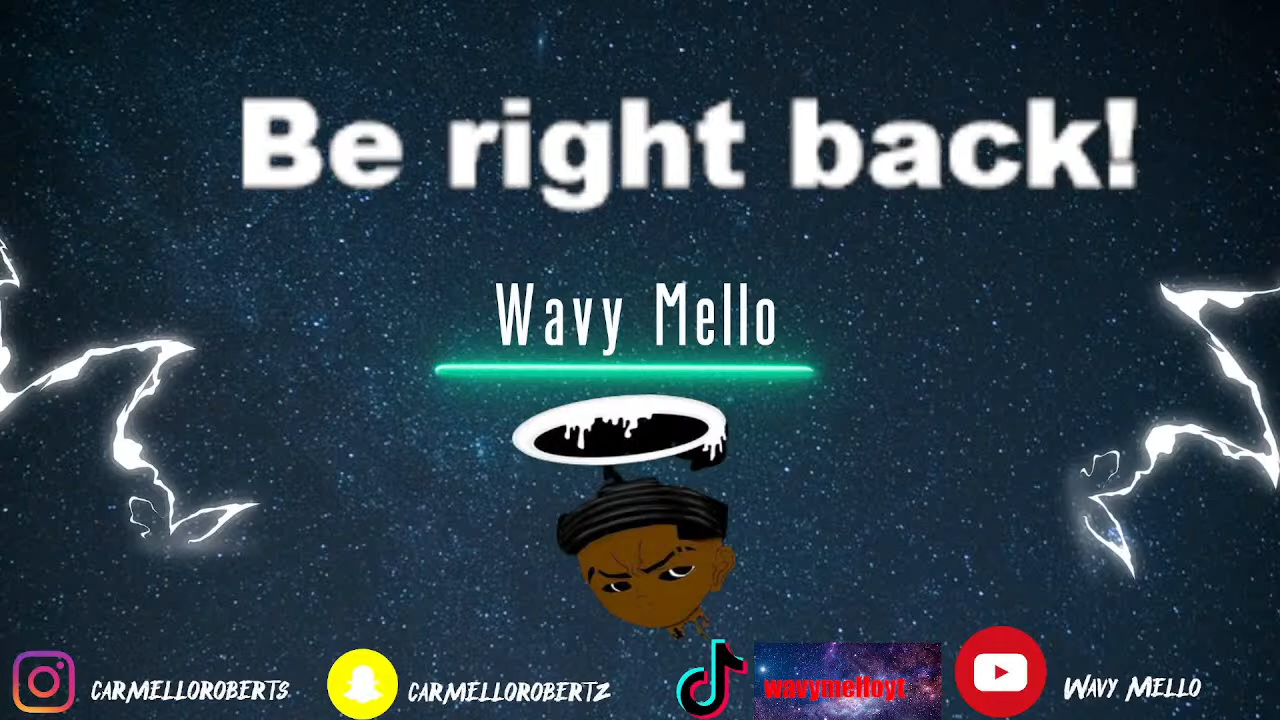 Be right back!
Wavy Mello
carmelloroberts
carmellorobertz
wavymelloyt
Wavy Mello